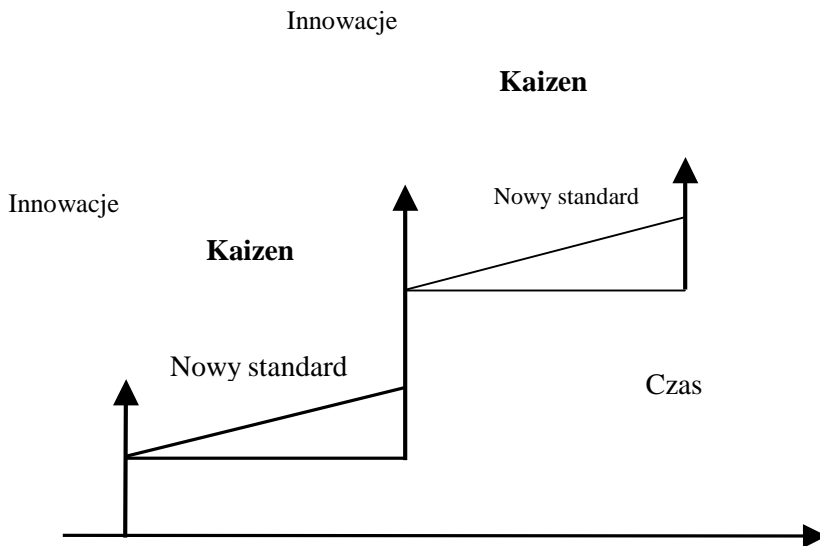 Innowacje
Kaizen
Innowacje
Nowy standard
Kaizen
Nowy standard
Czas